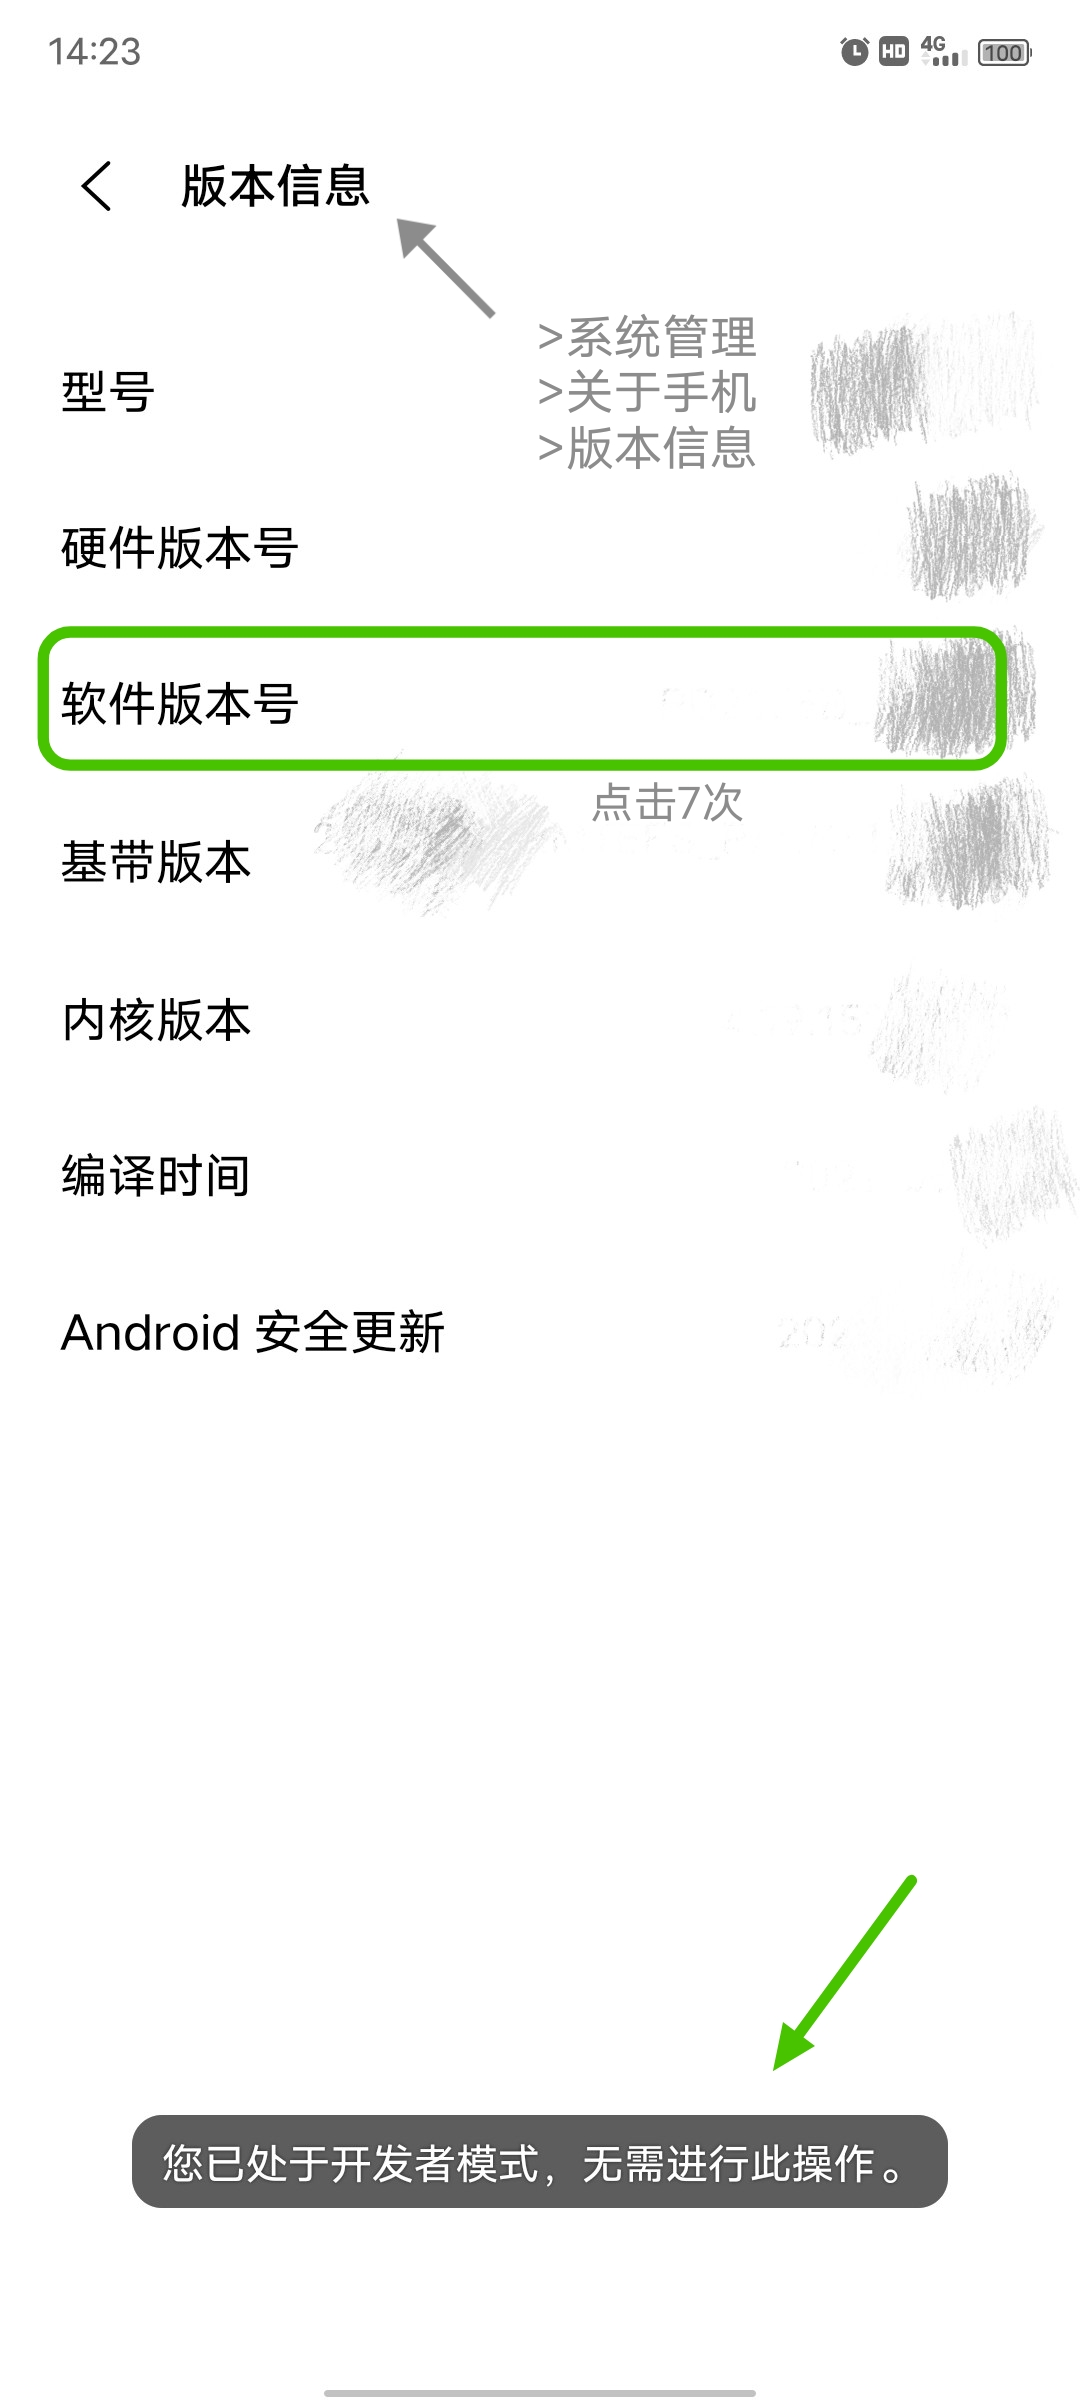 14:23
HD 4G 100
版本信息
>系统管理
>关于手机
>版本信息
型号
硬件版本号
软件版本号
点击7次
基带版本
内核版本
编译时间
Android 安全更新
您已处于开发者模式，无需进行此操作。